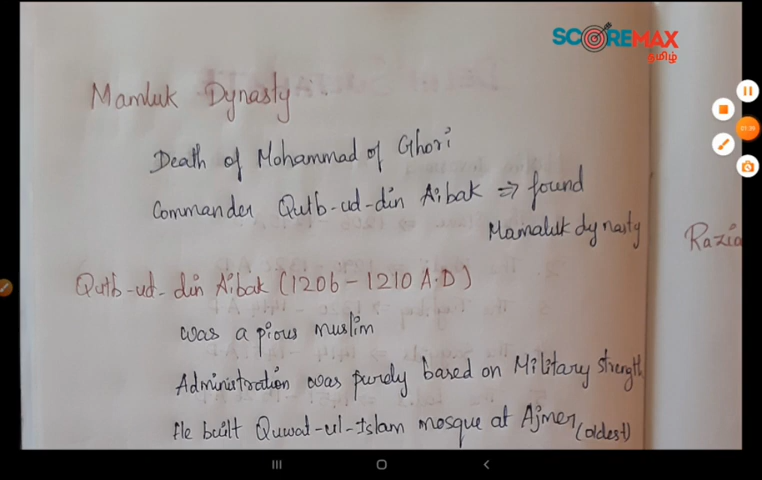 SCOREMAX
தமிழ்
Mamluk Dynasty
Death of Mohammad of Ghori
Commander Qutb-ud-din Aibak => found
Mamaluk dynasty
Razia
Qutb-ud-din Aibak (1206 - 1210 A.D)
was a pious muslim
Administration was purely based on Military strength
He built Quwat-ul-Islam mosque at Ajmer (oldest)